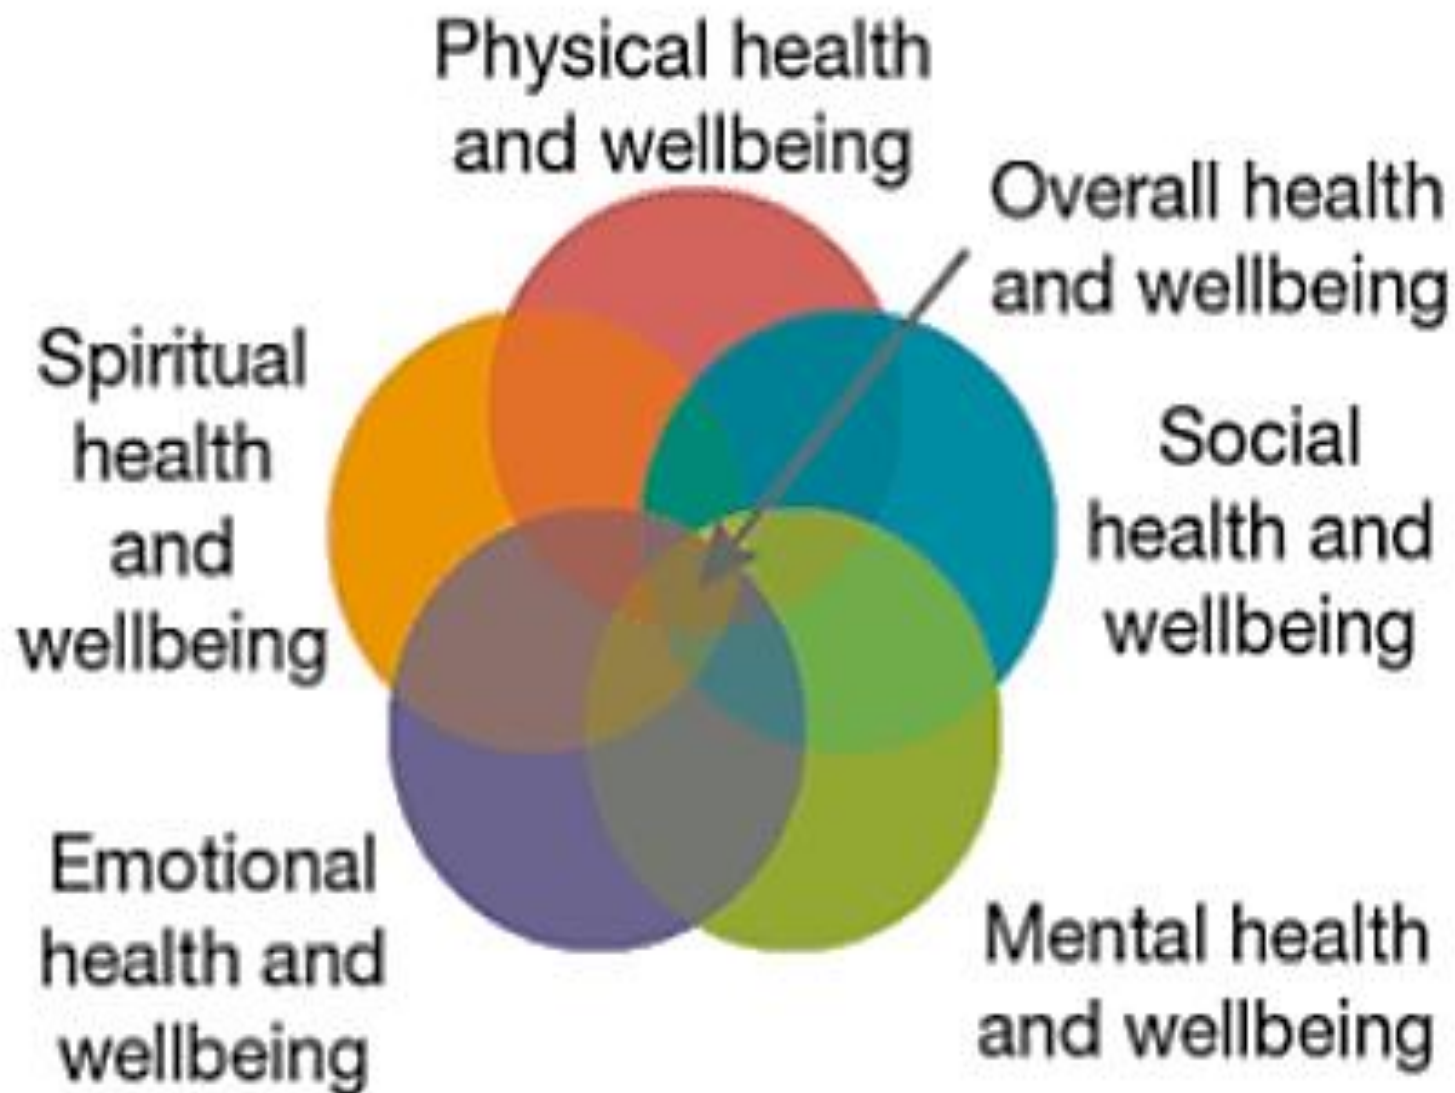 Physical health
and wellbeing
Overall health
and wellbeing
Spiritual
health
and
wellbeing
Social
health and
wellbeing
Emotional
health and
wellbeing
Mental health
and wellbeing